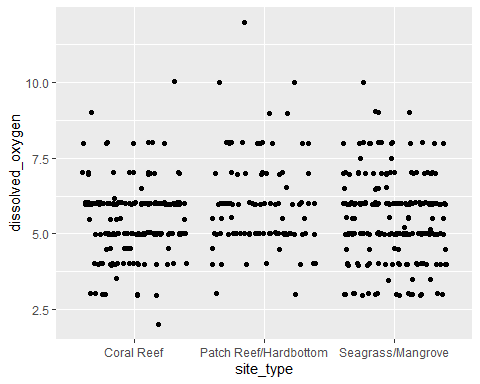 dissolved_oxygen
10.0
7.5
5.0
2.5
Coral Reef Patch Reef/Hardbottom Seagrass/Mangrove
site_type